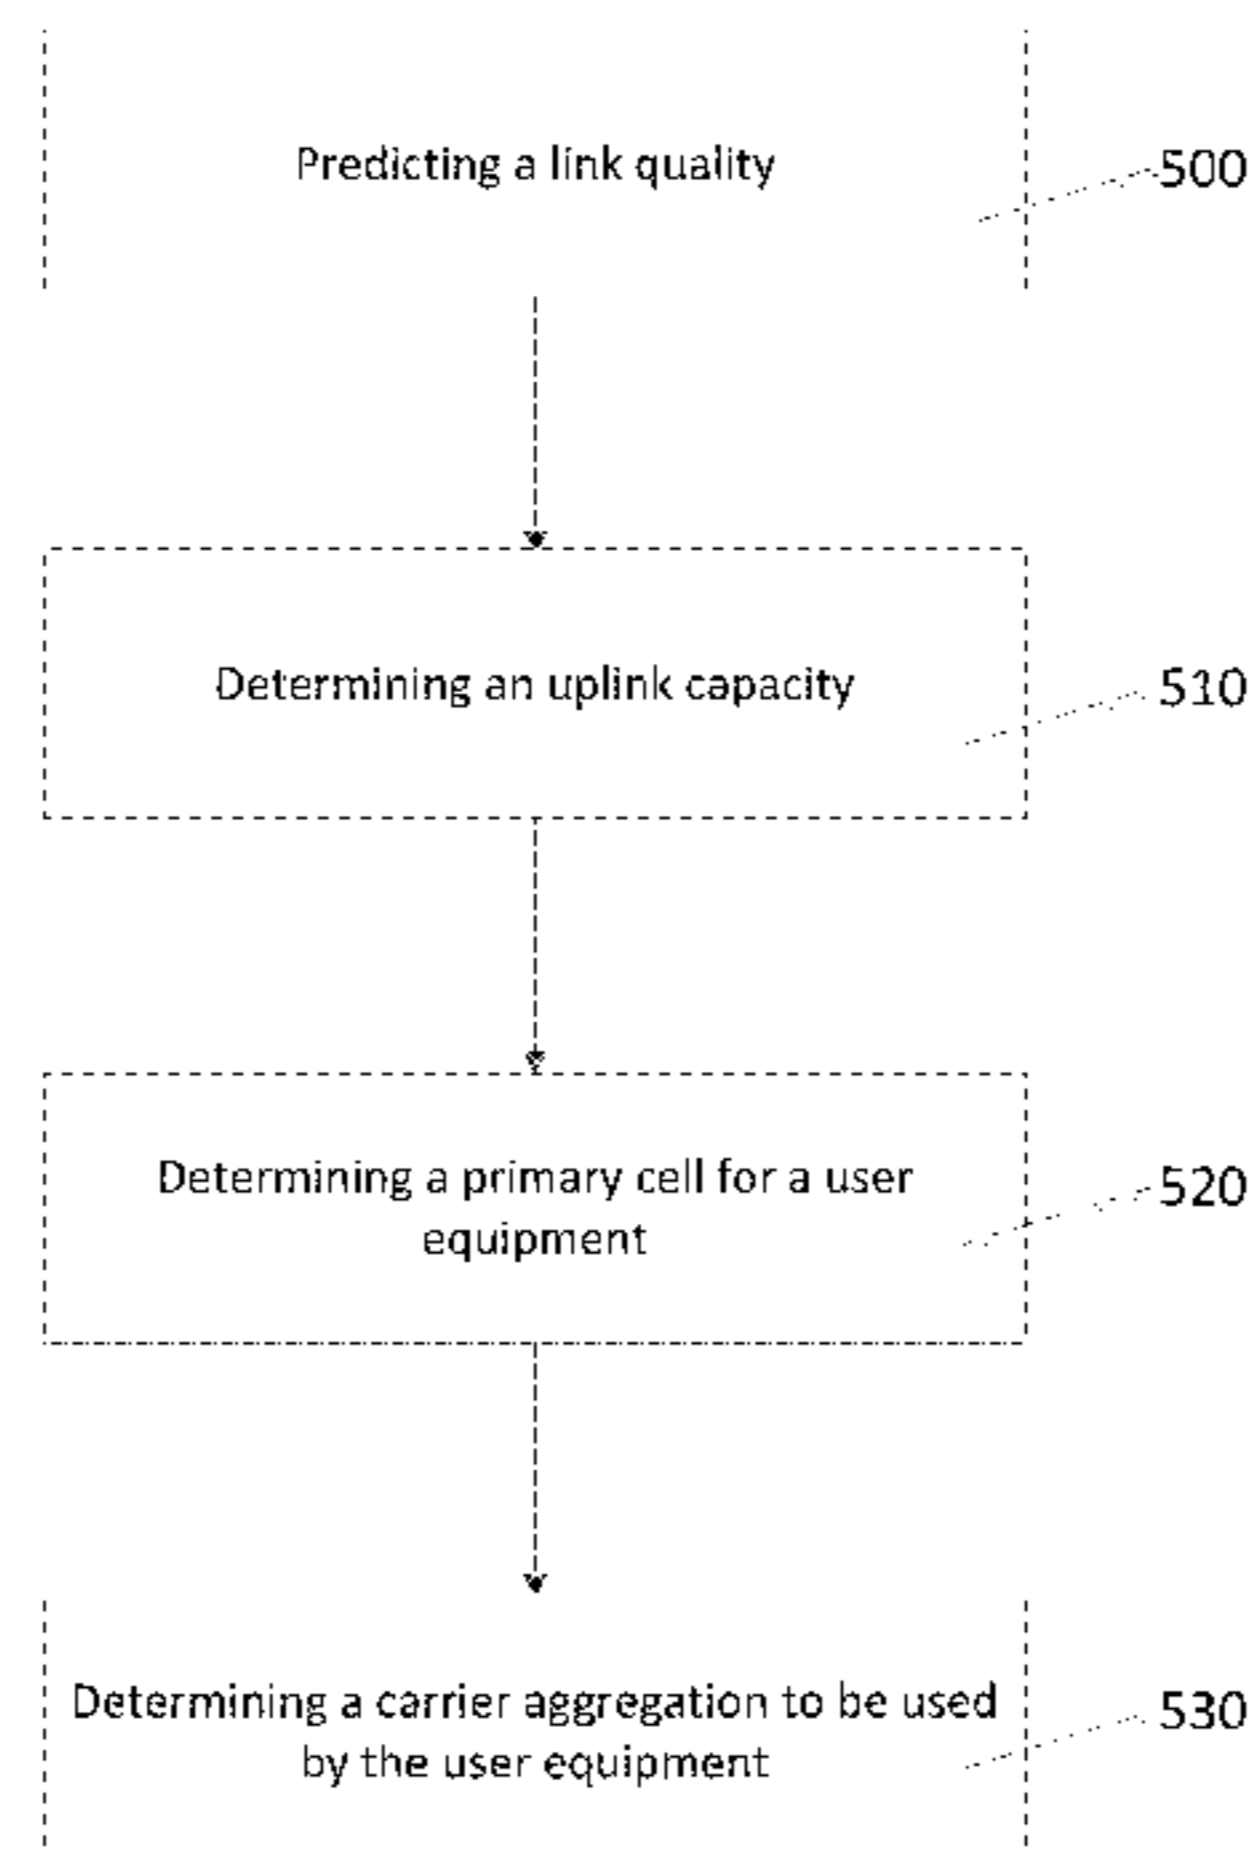 Predicting a link quality
500
Determining an uplink capacity
510
Determining a primary cell for a user
equipment
520
Determining a carrier aggregation to be used
by the user equipment
530